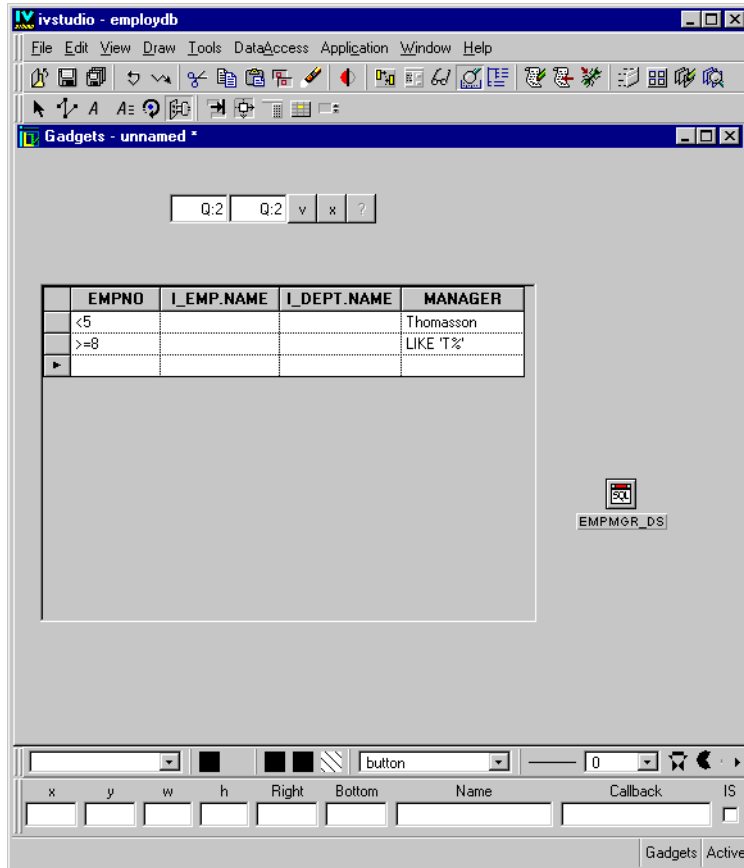 ivstudio - employdb
File Edit View Draw Tools DataAccess Application Window Help
A A
Gadgets - unnamed *
Q:2 Q:2 v x ?
EMPNO I_EMP.NAME I_DEPT.NAME MANAGER
<5 Thomasson
>=8 LIKE 'T%'
SQL
EMPMGR_DS
button 0
x y w h Right Bottom Name Callback IS
Gadgets Active